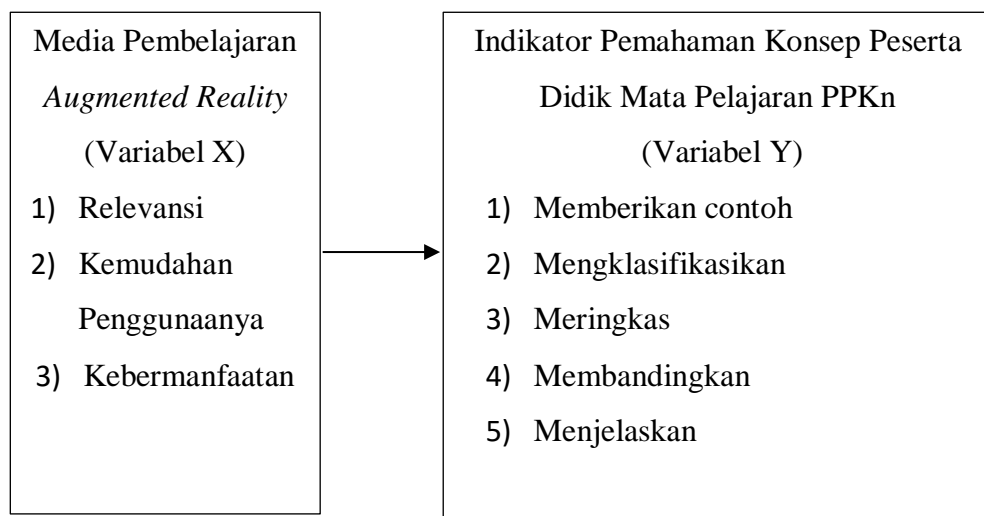 Media Pembelajaran
Augmented Reality
(Variabel X)
1) Relevansi
2) Kemudahan
Penggunaanya
3) Kebermanfaatan
Indikator Pemahaman Konsep Peserta
Didik Mata Pelajaran PPKn
(Variabel Y)
1) Memberikan contoh
2) Mengklasifikasikan
3) Meringkas
4) Membandingkan
5) Menjelaskan